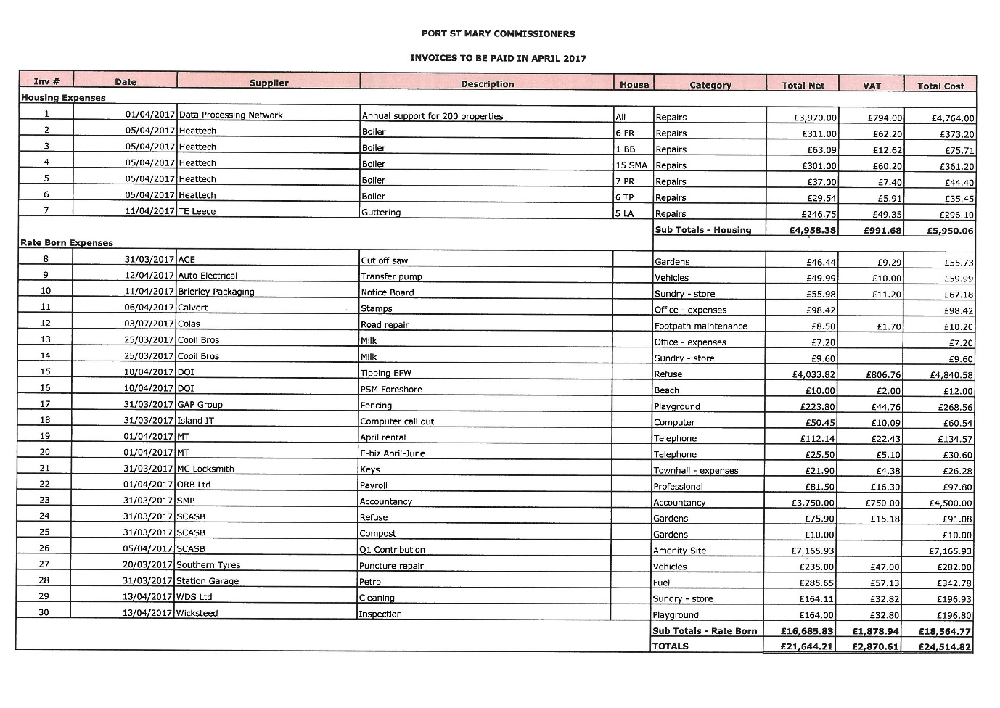 PORT ST MARY COMMISSIONERS
INVOICES TO BE PAID IN APRIL 2017
Inv # Date Supplier Description House Category Total Net VAT Total Cost
Housing Expenses
1 01/04/2017 Data Processing Network Annual support for 200 properties All Repairs £3,970.00 £794.00 £4,764.00
2 05/04/2017 Heattech Boiler 6 FR Repairs £311.00 £62.20 £373.20
3 05/04/2017 Heattech Boiler 1 BB Repairs £63.09 £12.62 £75.71
4 05/04/2017 Heattech Boiler 15 SMA Repairs £301.00 £60.20 £361.20
5 05/04/2017 Heattech Boiler 7 PR Repairs £37.00 £7.40 £44.40
6 05/04/2017 Heattech Boiler 6 TP Repairs £29.54 £5.91 £35.45
7 11/04/2017 TE Leece Guttering 5 LA Repairs £246.75 £49.35 £296.10
Sub Totals - Housing £4,958.38 £991.68 £5,950.06
Rate Born Expenses
8 31/03/2017 ACE Cut off saw Gardens £46.44 £9.29 £55.73
9 12/04/2017 Auto Electrical Transfer pump Vehicles £49.99 £10.00 £59.99
10 11/04/2017 Brierley Packaging Notice Board Sundry - store £55.98 £11.20 £67.18
11 06/04/2017 Calvert Stamps Office - expenses £98.42 £98.42
12 03/07/2017 Colas Road repair Footpath maintenance £8.50 £1.70 £10.20
13 25/03/2017 Cooil Bros Milk Office - expenses £7.20 £7.20
14 25/03/2017 Cooil Bros Milk Sundry - store £9.60 £9.60
15 10/04/2017 DOI Tipping EFW Refuse £4,033.82 £806.76 £4,840.58
16 10/04/2017 DOI PSM Foreshore Beach £10.00 £2.00 £12.00
17 31/03/2017 GAP Group Fencing Playground £223.80 £44.76 £268.56
18 31/03/2017 Island IT Computer call out Computer £50.45 £10.09 £60.54
19 01/04/2017 MT April rental Telephone £112.14 £22.43 £134.57
20 01/04/2017 MT E-biz April-June Telephone £25.50 £5.10 £30.60
21 31/03/2017 MC Locksmith Keys Townhall - expenses £21.90 £4.38 £26.28
22 01/04/2017 ORB Ltd Payroll Professional £81.50 £16.30 £97.80
23 31/03/2017 SMP Accountancy Accountancy £3,750.00 £750.00 £4,500.00
24 31/03/2017 SCASB Refuse Gardens £75.90 £15.18 £91.08
25 31/03/2017 SCASB Compost Gardens £10.00 £10.00
26 05/04/2017 SCASB Q1 Contribution Amenity Site £7,165.93 £7,165.93
27 20/03/2017 Southern Tyres Puncture repair Vehicles £235.00 £47.00 £282.00
28 31/03/2017 Station Garage Petrol Fuel £285.65 £57.13 £342.78
29 13/04/2017 WDS Ltd Cleaning Sundry - store £164.11 £32.82 £196.93
30 13/04/2017 Wicksteed Inspection Playground £164.00 £32.80 £196.80
Sub Totals - Rate Born £16,685.83 £1,878.94 £18,564.77
TOTALS £21,644.21 £2,870.61 £24,514.82